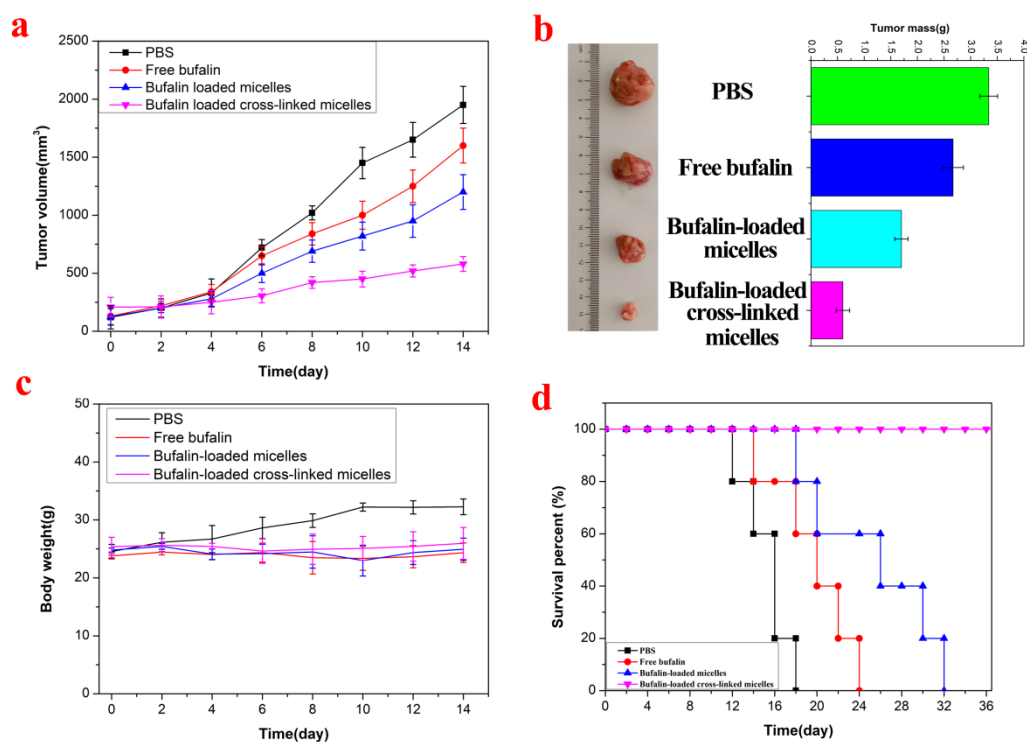 a
2500
2000
1500
1000
500
0
Tumor volume(mm³)
PBS
Free bufalin
Bufalin loaded micelles
Bufalin loaded cross-linked micelles
0 2 4 6 8 10 12 14
Time(day)
b
Tumor mass(g)
0.0 0.5 1.0 1.5 2.0 2.5 3.0 3.5 4.0
PBS
Free bufalin
Bufalin-loaded
micelles
Bufalin-loaded
cross-linked
micelles
c
50
40
30
20
10
0
Body weight(g)
PBS
Free bufalin
Bufalin-loaded micelles
Bufalin-loaded cross-linked micelles
0 2 4 6 8 10 12 14
Time(day)
d
100
80
60
40
20
0
Survival percent (%)
PBS
Free bufalin
Bufalin-loaded micelles
Bufalin-loaded cross-linked micelles
0 4 8 12 16 20 24 28 32 36
Time(day)